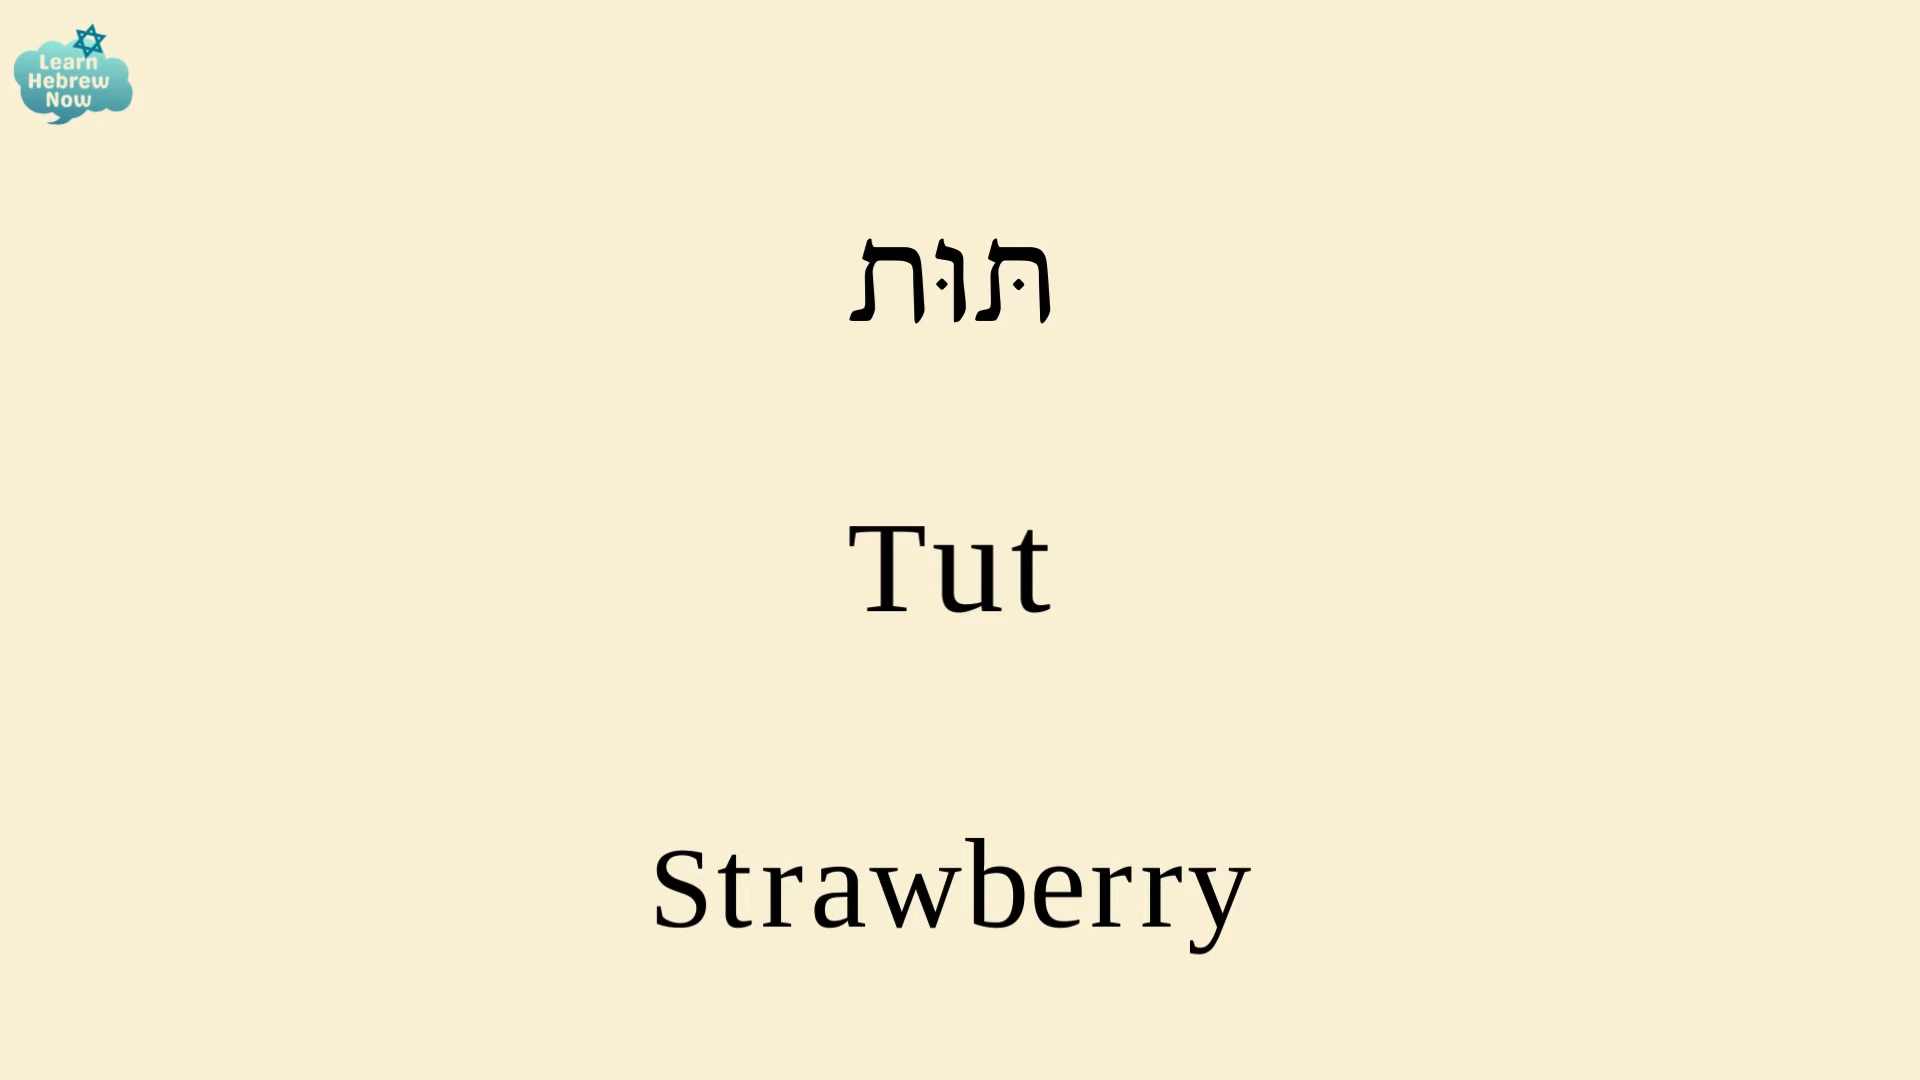 Learn
Hebrew
Now
תּוּת
Tut
Strawberry